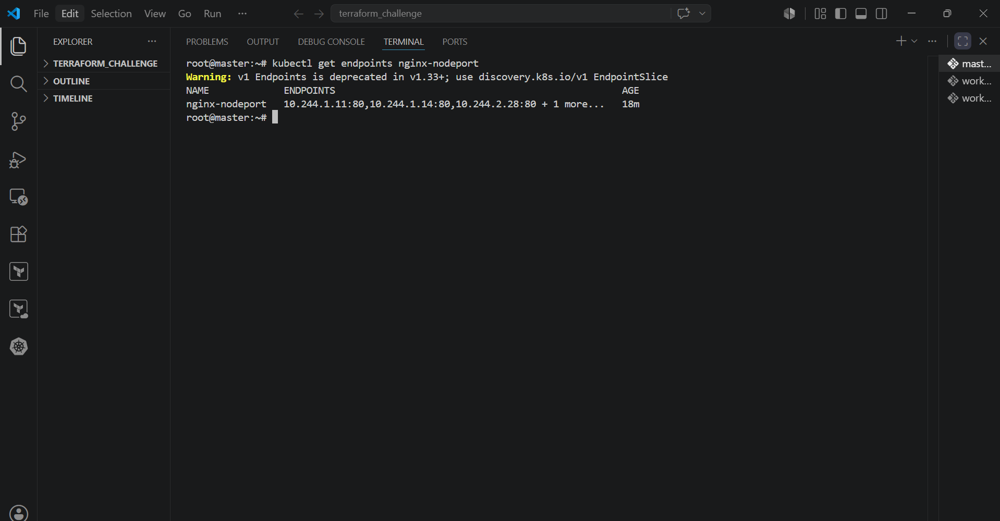 File Edit Selection View Go Run ··· terraform_challenge
EXPLORER ···
TERRAFORM_CHALLENGE
OUTLINE
TIMELINE
PROBLEMS OUTPUT DEBUG CONSOLE TERMINAL PORTS ···
root@master:~# kubectl get endpoints nginx-nodeport
Warning: v1 Endpoints is deprecated in v1.33+; use discovery.k8s.io/v1 EndpointSlice
NAME ENDPOINTS AGE
nginx-nodeport 10.244.1.11:80,10.244.1.14:80,10.244.2.28:80 + 1 more... 18m
root@master:~#
mast...
work...
work...